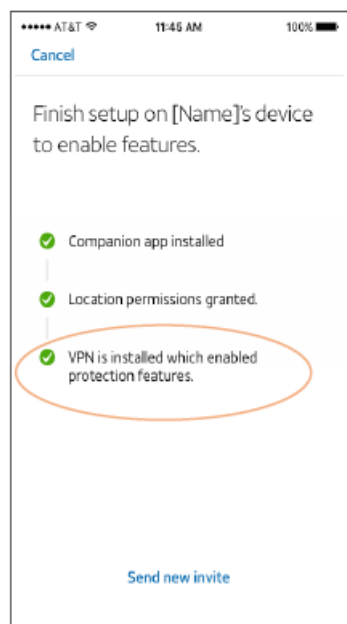 AT&T 11:46 AM 100%
Cancel
Finish setup on [Name]'s device
to enable features.
Companion app installed
Location permissions granted.
VPN is installed which enabled
protection features.
Send new invite